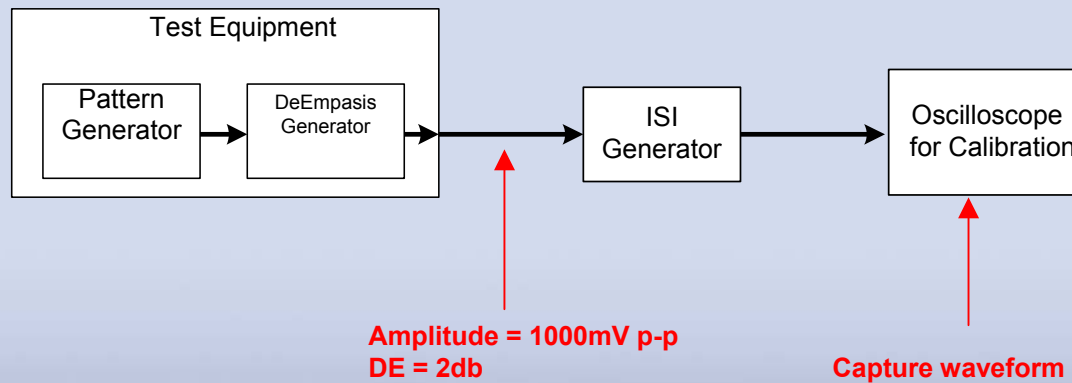 Test Equipment
Pattern
Generator
DeEmpasis
Generator
ISI
Generator
Oscilloscope
for Calibration
Amplitude = 1000mV p-p
DE = 2db
Capture waveform